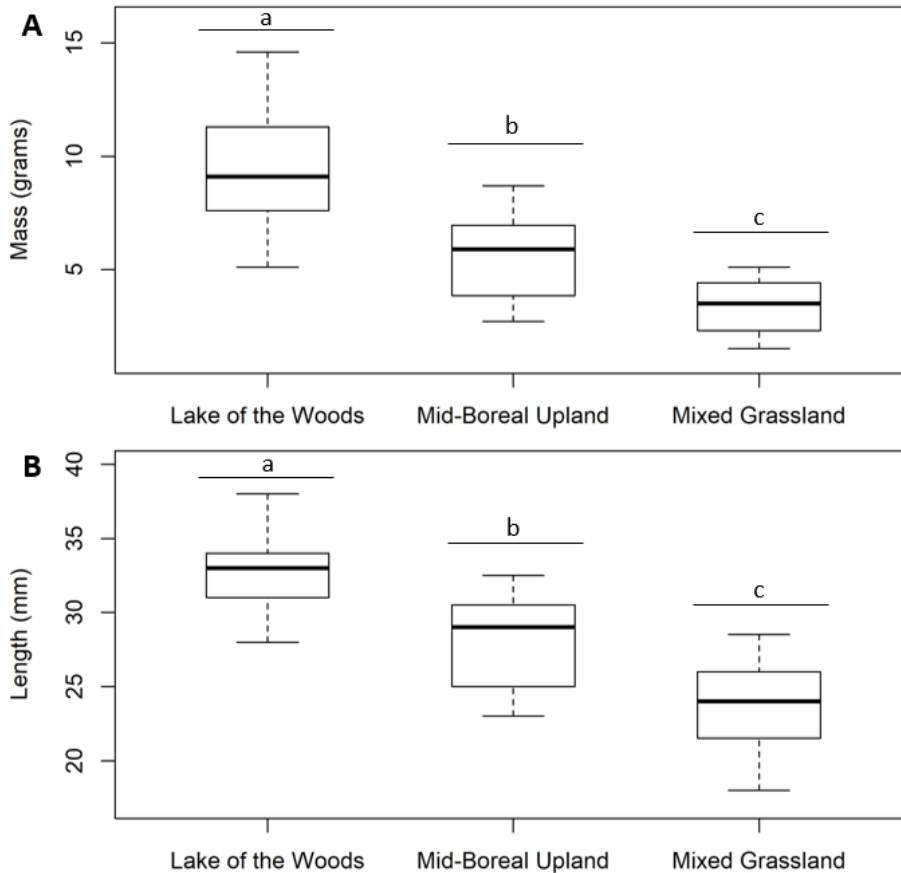 A
a
15
b
10
c
5
Mass (grams)
Lake of the Woods
Mid-Boreal Upland
Mixed Grassland
B
40
a
35
b
30
c
25
20
Length (mm)
Lake of the Woods
Mid-Boreal Upland
Mixed Grassland